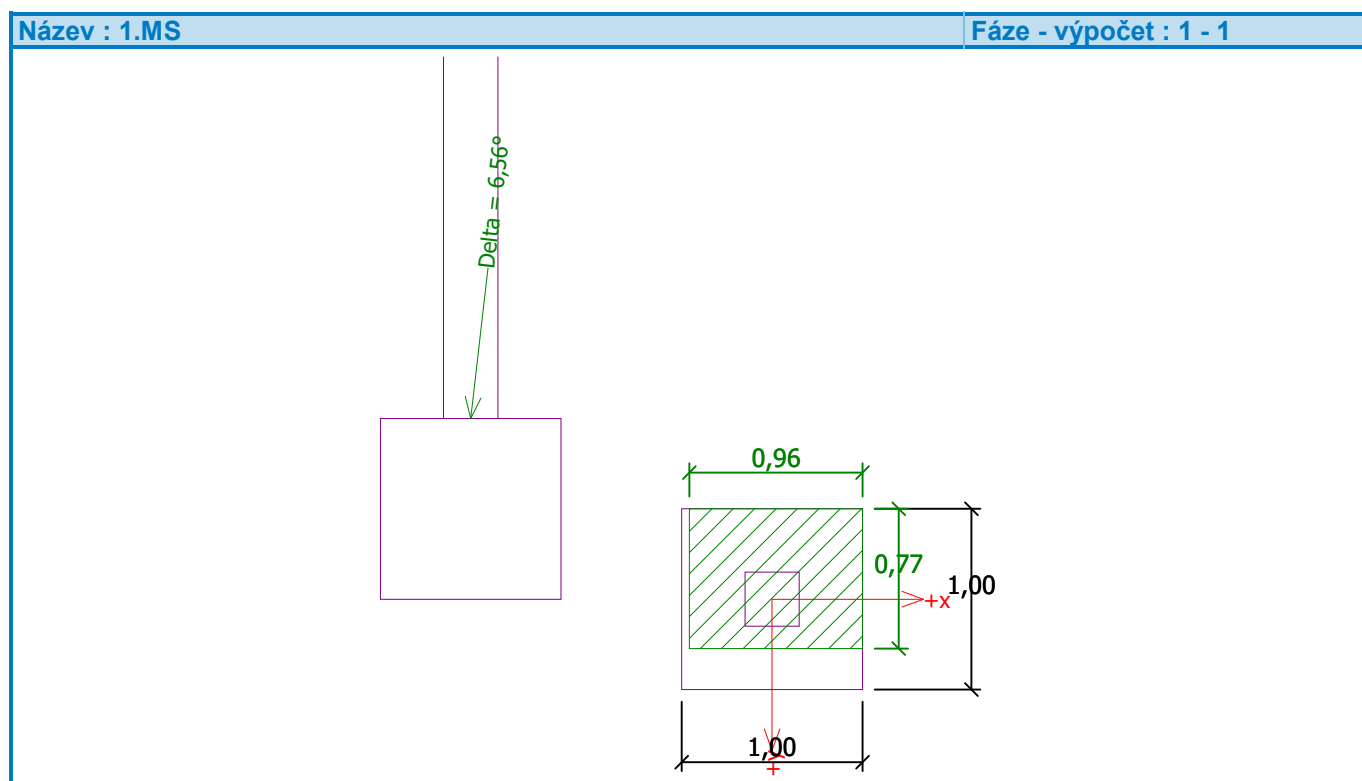 Název : 1.MS
Fáze - výpočet : 1 - 1
Delta = 6,56°
0,96
0,77
1,00
+x
1,00
+y